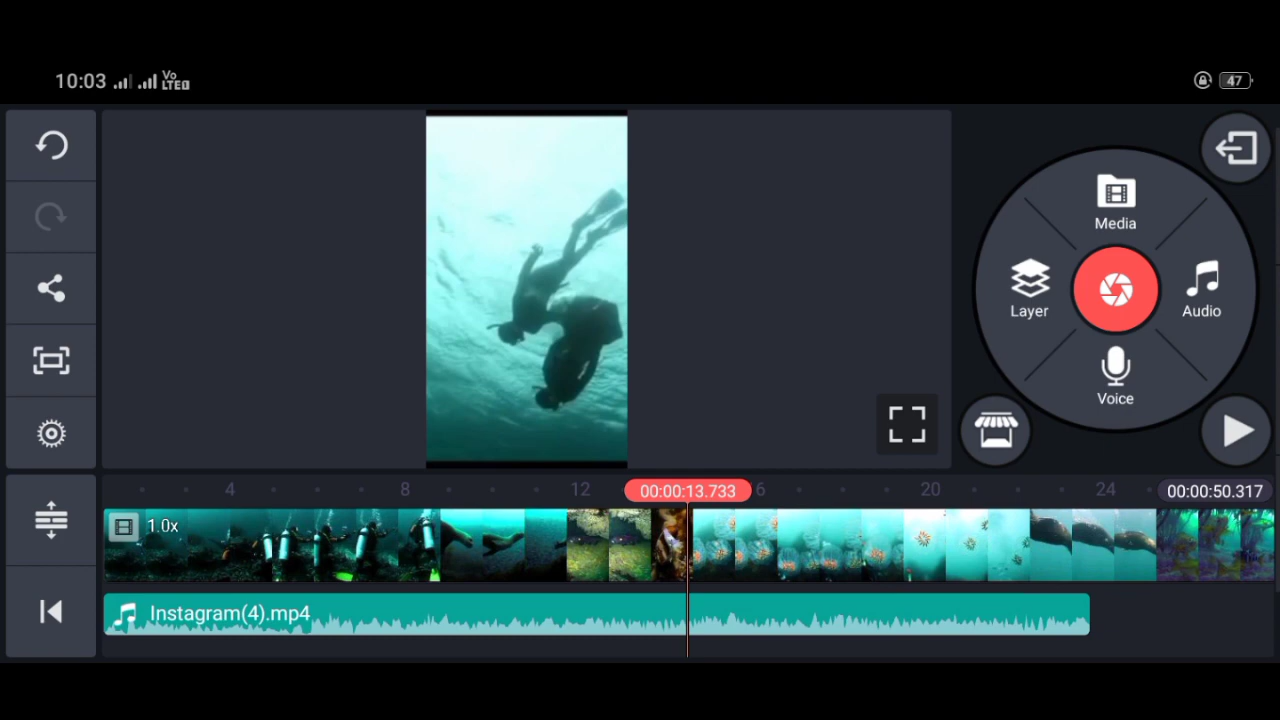 10:03 Vo LTE 47
Media
Layer
Audio
Voice
4 8 12 00:00:13.733 6 20 24 00:00:50.317
1.0x
Instagram(4).mp4